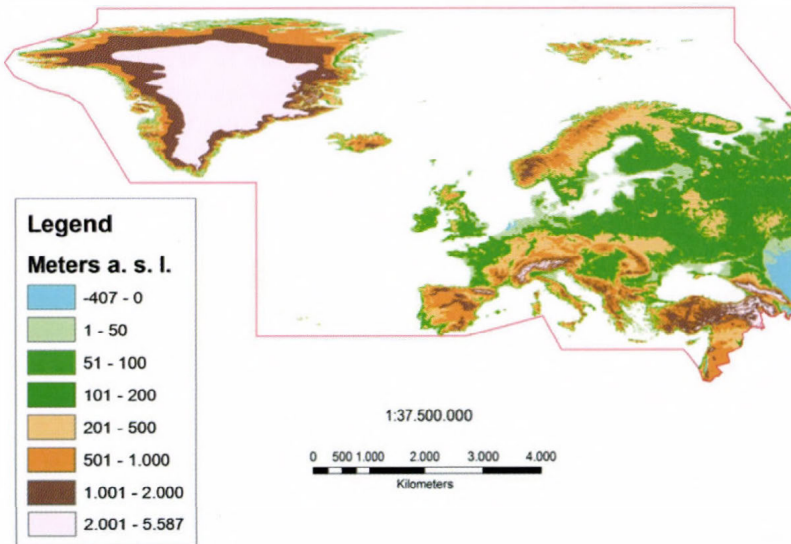 Legend
Meters a. s. l.
-407 - 0
1 - 50
51 - 100
101 - 200
201 - 500
501 - 1.000
1.001 - 2.000
2.001 - 5.587
1:37.500.000
0 500 1.000 2.000 3.000 4.000
Kilometers